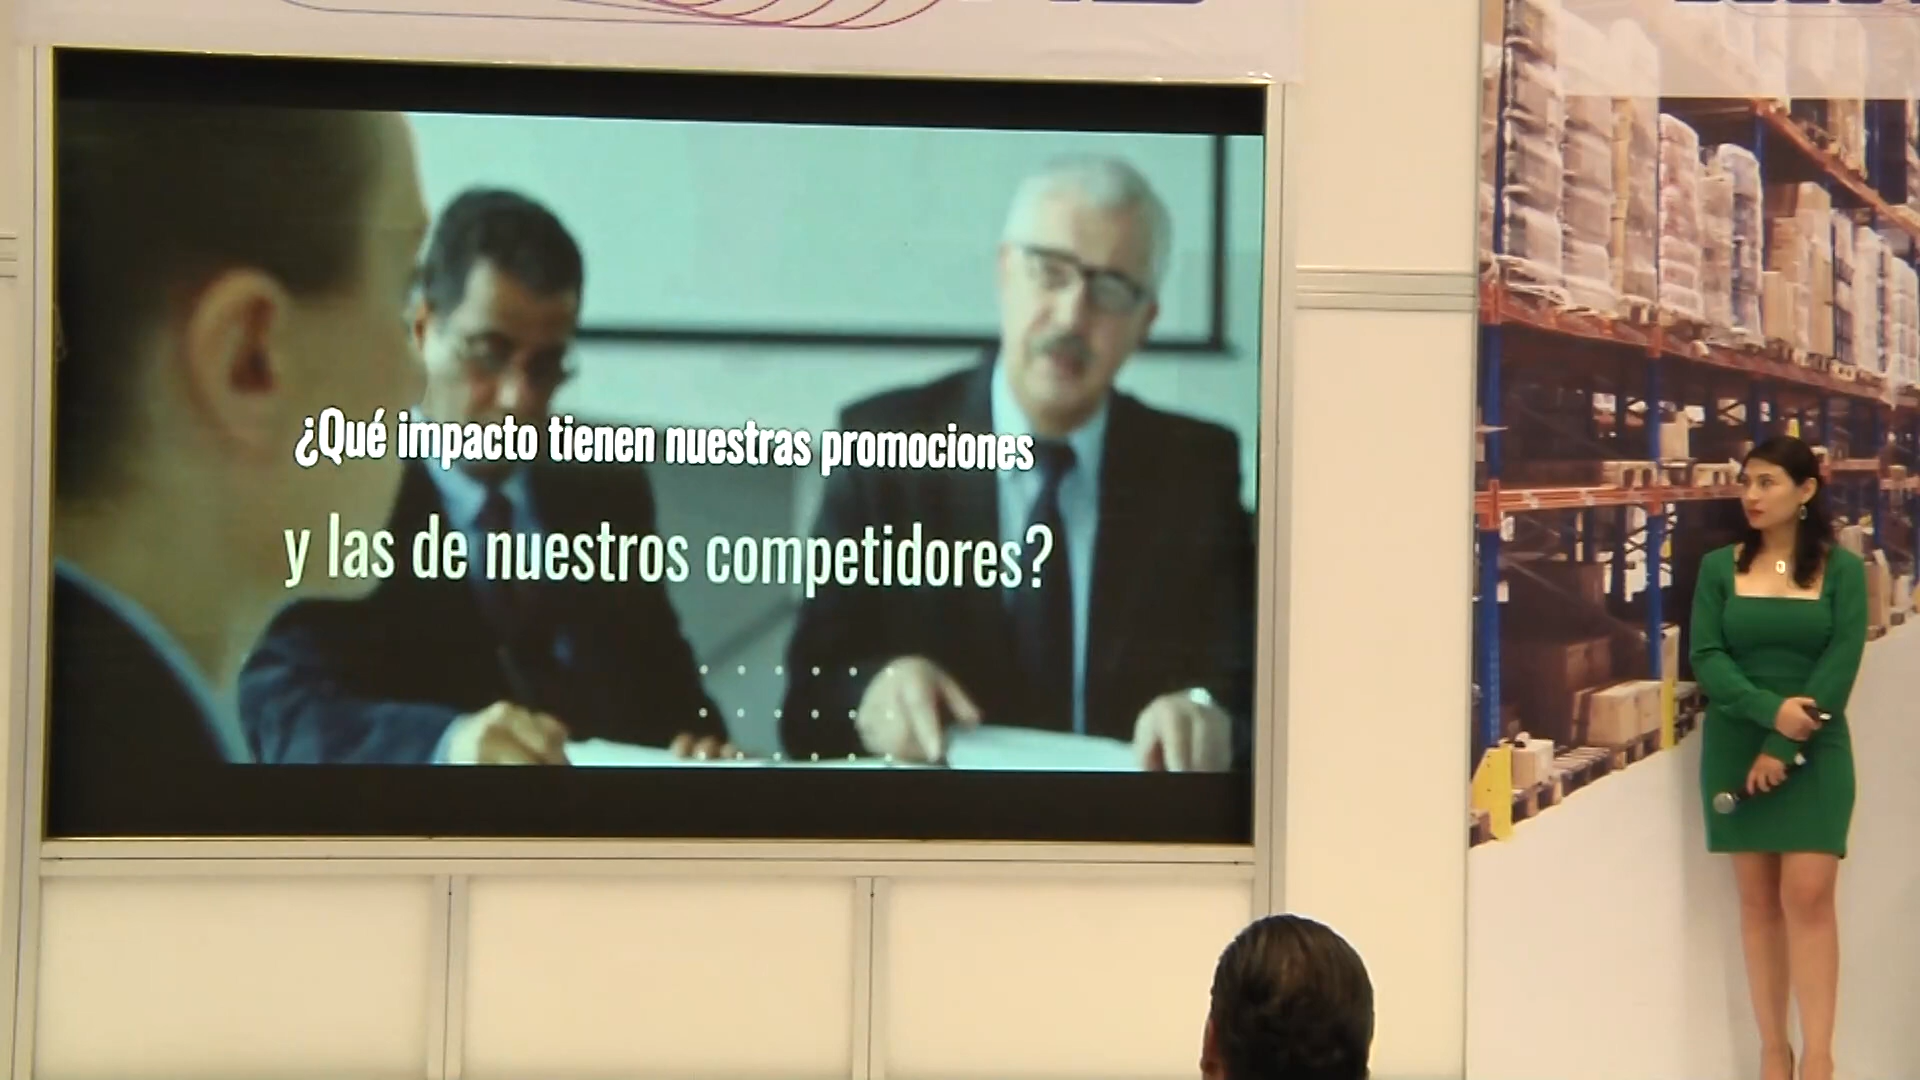 ¿Qué impacto tienen nuestras promociones
y las de nuestros competidores?